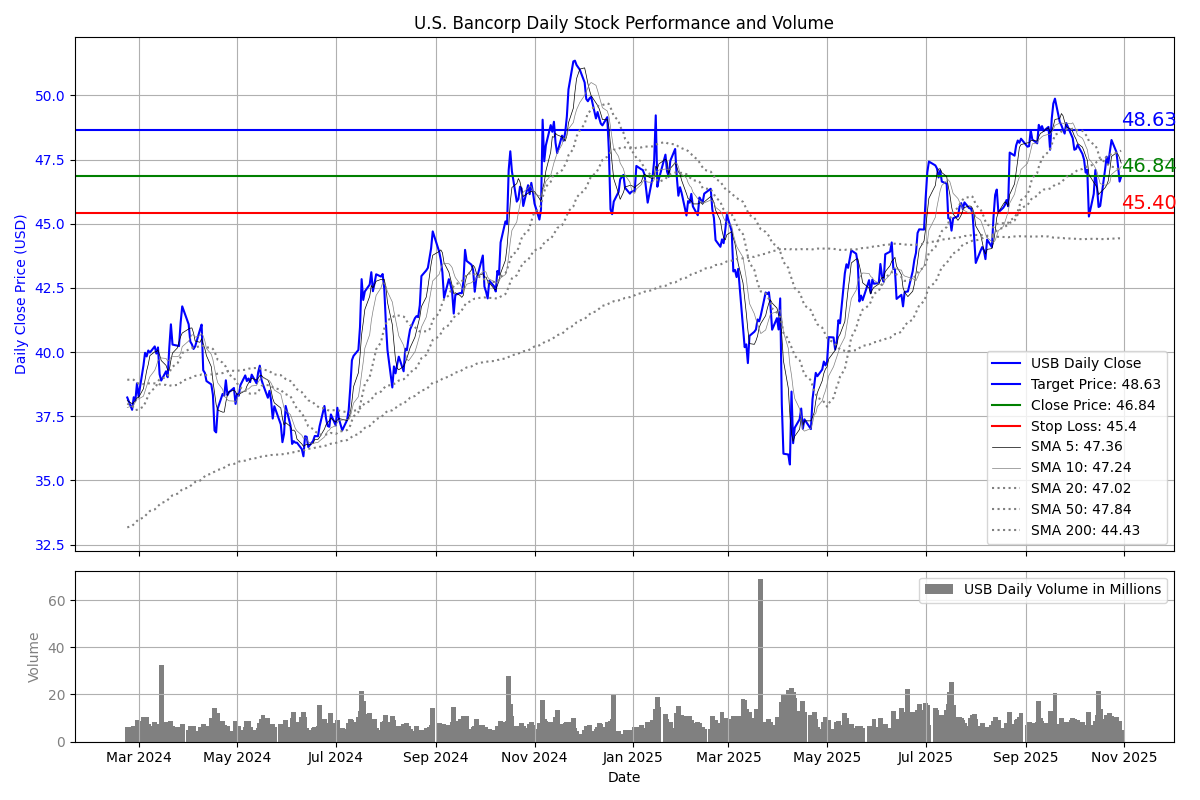 U.S. Bancorp Daily Stock Performance and Volume
Daily Close Price (USD)
50.0
47.5
45.0
42.5
40.0
37.5
35.0
32.5
48.63
46.84
45.40
USB Daily Close
Target Price: 48.63
Close Price: 46.84
Stop Loss: 45.4
SMA 5: 47.36
SMA 10: 47.24
SMA 20: 47.02
SMA 50: 47.84
SMA 200: 44.43
Volume
60
40
20
0
USB Daily Volume in Millions
Mar 2024 May 2024 Jul 2024 Sep 2024 Nov 2024 Jan 2025 Mar 2025 May 2025 Jul 2025 Sep 2025 Nov 2025
Date